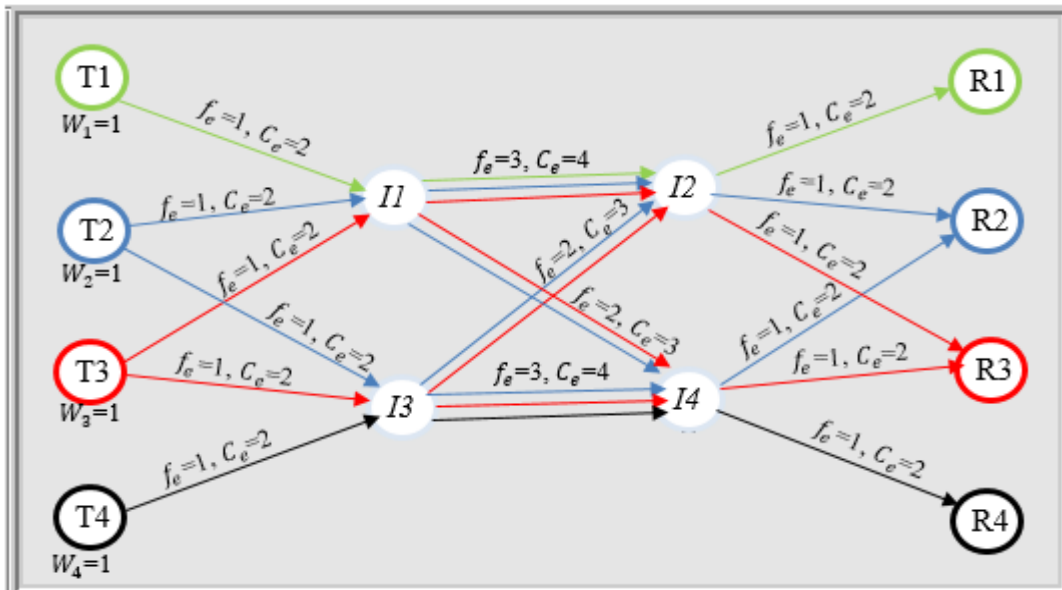 T1
W₁=1
fₑ=1, Cₑ=2
fₑ=3, Cₑ=4
fₑ=1, Cₑ=2
R1
I1
I2
T2
W₂=1
fₑ=1, Cₑ=2
fₑ=1, Cₑ=2
fₑ=2, Cₑ=3
fₑ=1, Cₑ=2
R2
fₑ=1, Cₑ=2
fₑ=1, Cₑ=2
fₑ=2, Cₑ=3
fₑ=1, Cₑ=2
T3
W₃=1
fₑ=1, Cₑ=2
fₑ=3, Cₑ=4
fₑ=1, Cₑ=2
R3
I3
I4
T4
W₄=1
fₑ=1, Cₑ=2
fₑ=1, Cₑ=2
R4